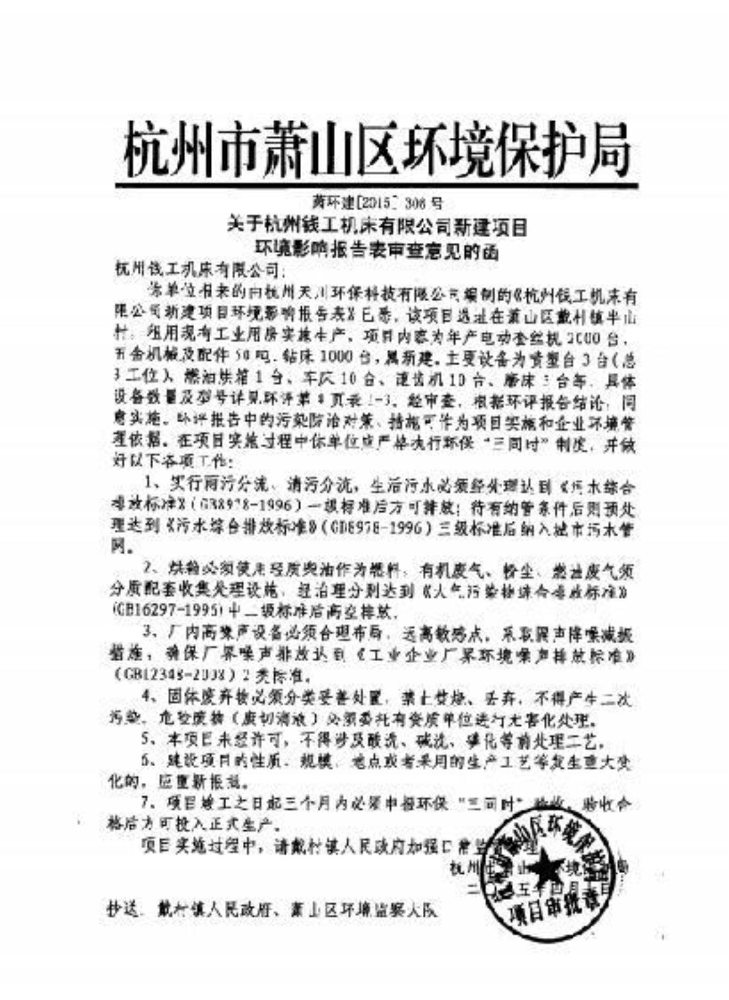 杭州市萧山区环境保护局
萧环建[2015] 308 号
关于杭州钱工机床有限公司新建项目
环境影响报告表审查意见的函
杭州钱工机床有限公司：
你单位报来的由杭州天川环保科技有限公司编制的《杭州钱工机床有
限公司新建项目环境影响报告表》已悉，该项目选址在萧山区戴村镇半山
村，租用现有工业用房实施生产。项目内容为年产电动套丝机 2000 台、
五金机械及配件 50 吨、钻床 1000 台，属新建。主要设备为喷塑台 3 台（总
3 工位）、燃油烘箱 1 台、车床 10 台、滚齿机 10 台、磨床 台等，具体
设备数量及型号详见环评第 8 页表 1-3。经审查，根据环评报告结论，同
意实施。环评报告中的污染防治对策、措施可作为项目实施和企业环境管
理依据。在项目实施过程中你单位应严格执行环保“三同时”制度，并做
好以下各项工作：
1、实行雨污分流、清污分流，生活污水必须经处理达到《污水综合
排放标准》（GB8978-1996）一级标准后方可排放；待有纳管条件后则预处
理达到《污水综合排放标准》（GB8978-1996）三级标准后纳入城市污水管
网。
2、烘箱必须使用轻质柴油作为燃料，有机废气、粉尘、燃油废气须
分质配套收集处理设施，经治理分别达到《大气污染物综合排放标准》
(GB16297-1996)中二级标准后高空排放。
3、厂内高噪声设备必须合理布局，远离敏感点，采取隔声降噪减振
措施，确保厂界噪声排放达到《工业企业厂界环境噪声排放标准》
（GB12348-2008）2 类标准。
4、固体废弃物必须分类妥善处置，禁止焚烧、丢弃，不得产生二次
污染。危险废物（废切削液）必须委托有资质单位进行无害化处理。
5、本项目未经许可，不得涉及酸洗、碱洗、磷化等前处理工艺。
6、建设项目的性质、规模、地点或者采用的生产工艺等发生重大变
化的，应重新报批。
7、项目竣工之日起三个月内必须申报环保“三同时”验收，验收合
格后方可投入正式生产。
项目实施过程中，请戴村镇人民政府加强日常监督管理
杭州市萧山区环境保护局
二〇一五年四月 日
抄送：戴村镇人民政府、萧山区环境监察大队
杭州市萧山区环境保护局
项目审批章